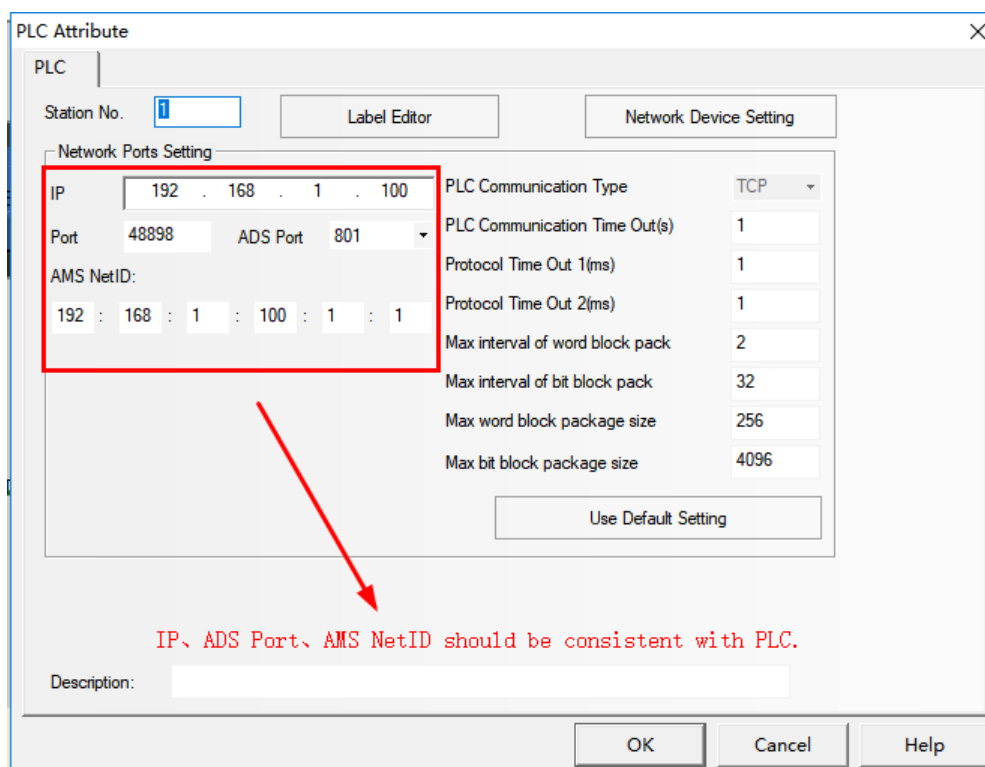 PLC Attribute
PLC
Station No. 1 Label Editor Network Device Setting
Network Ports Setting
IP 192 . 168 . 1 . 100
Port 48898 ADS Port 801
AMS NetID:
192 : 168 : 1 : 100 : 1 : 1
PLC Communication Type TCP
PLC Communication Time Out(s) 1
Protocol Time Out 1(ms) 1
Protocol Time Out 2(ms) 1
Max interval of word block pack 2
Max interval of bit block pack 32
Max word block package size 256
Max bit block package size 4096
Use Default Setting
IP、ADS Port、AMS NetID should be consistent with PLC.
Description:
OK Cancel Help